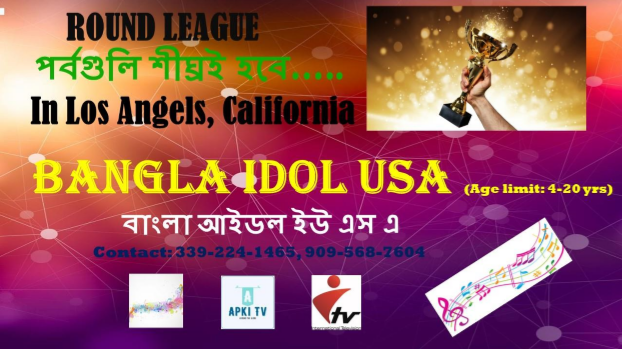 ROUND LEAGUE
পর্বগুলি শীঘ্রই হবে.....
In Los Angels, California
BANGLA IDOL USA (Age limit: 4-20 yrs)
বাংলা আইডল ইউ এস এ
Contact: 339-224-1465, 909-568-7604
A
APKI TV
tv